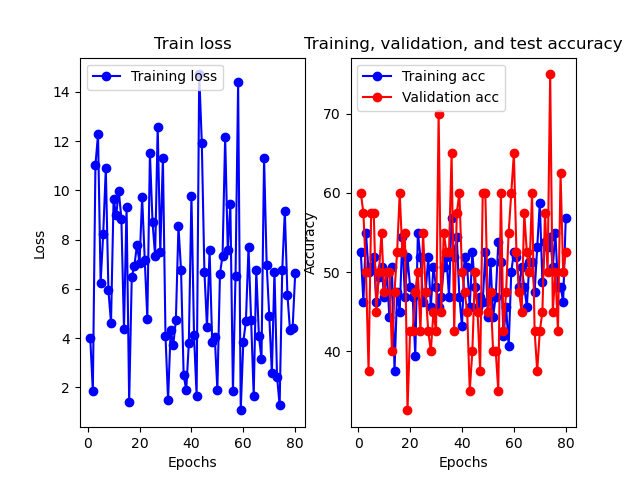 Train loss
Training loss
14
12
10
8
6
4
2
0
20
40
60
80
Epochs
Loss
Training, validation, and test accuracy
Training acc
Validation acc
70
60
50
40
0
20
40
60
80
Epochs
Accuracy